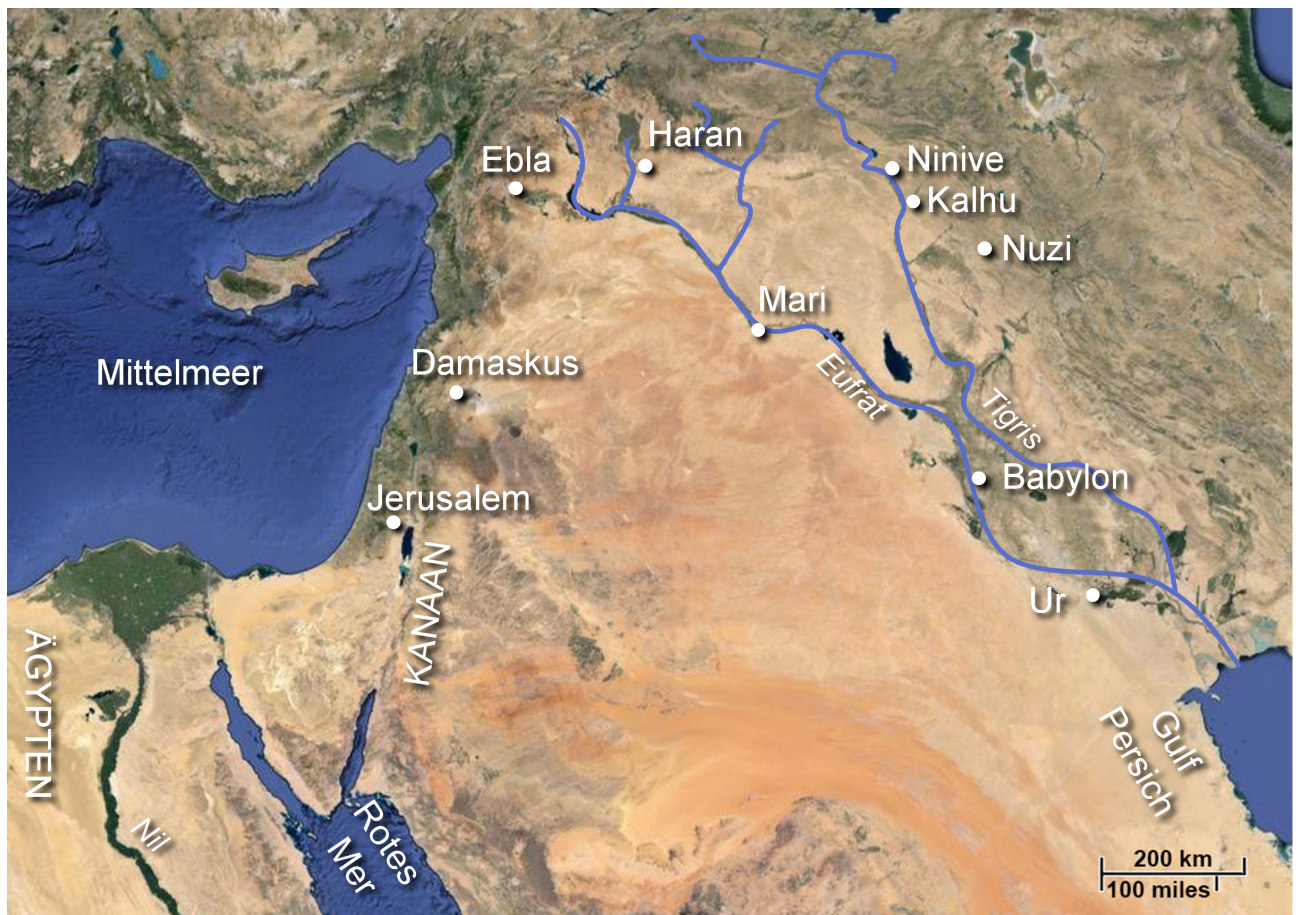 Haran
Ebla
Ninive
Kalhu
Nuzi
Mari
Mittelmeer
Damaskus
Eufrat
Tigris
Babylon
Jerusalem
KANAAN
Ur
ÄGYPTEN
Nil
Rotes
Mer
Gulf
Persich
200 km
100 miles